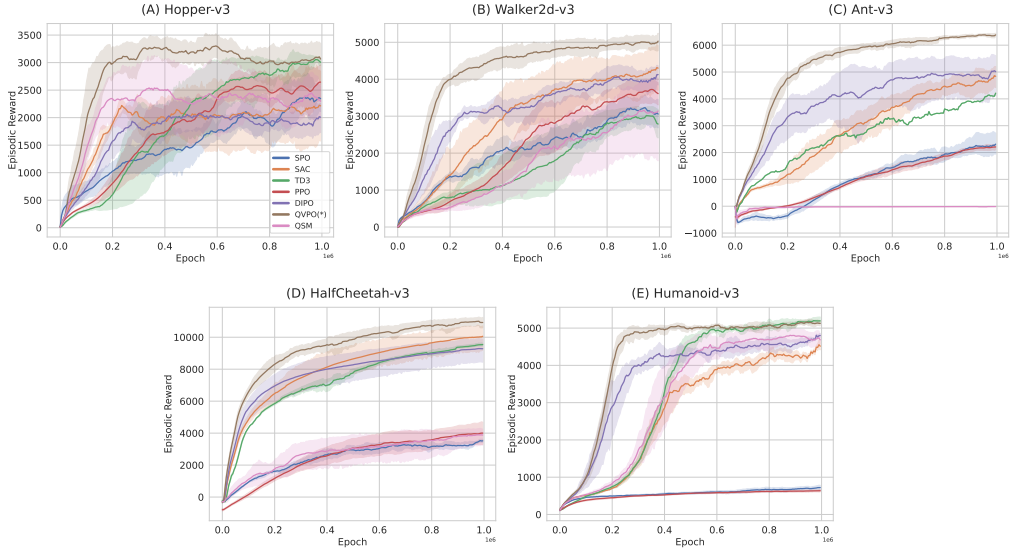 (A) Hopper-v3
Episodic Reward
3500
3000
2500
2000
1500
1000
500
0
0.0 0.2 0.4 0.6 0.8 1.0
Epoch
1e6
SPO
SAC
TD3
PPO
DIPO
QVPO(*)
QSM
(B) Walker2d-v3
Episodic Reward
5000
4000
3000
2000
1000
0
0.0 0.2 0.4 0.6 0.8 1.0
Epoch
1e6
(C) Ant-v3
Episodic Reward
6000
5000
4000
3000
2000
1000
0
−1000
0.0 0.2 0.4 0.6 0.8 1.0
Epoch
1e6
(D) HalfCheetah-v3
Episodic Reward
10000
8000
6000
4000
2000
0
0.0 0.2 0.4 0.6 0.8 1.0
Epoch
1e6
(E) Humanoid-v3
Episodic Reward
5000
4000
3000
2000
1000
0
0.0 0.2 0.4 0.6 0.8 1.0
Epoch
1e6